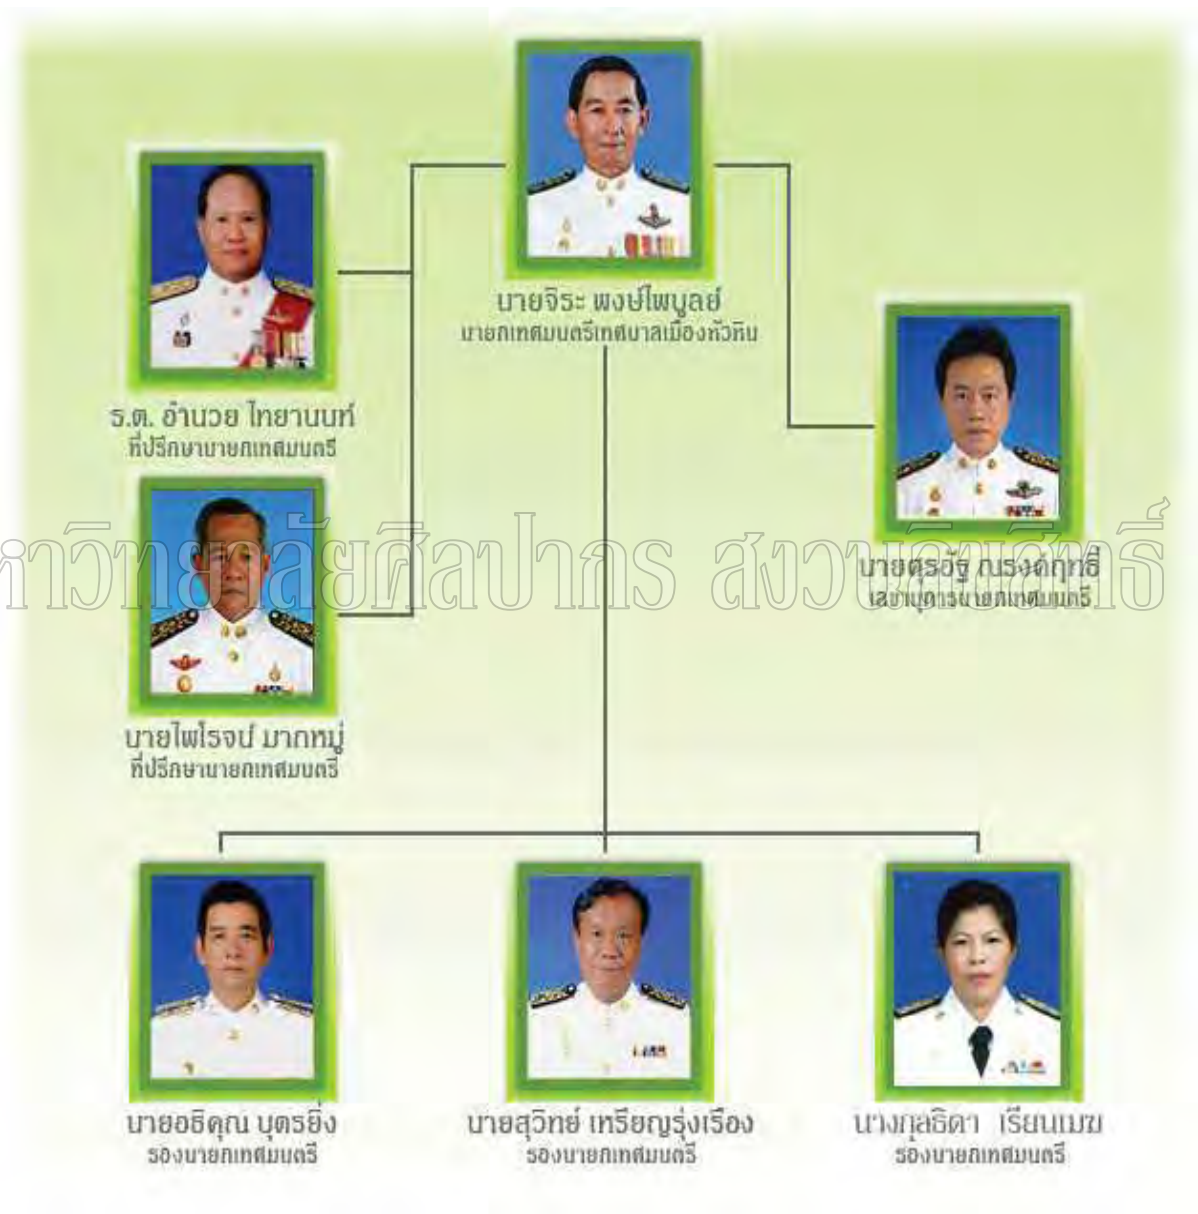 นายจิระ พงษ์ไพบูลย์
นายกเทศมนตรีเทศบาลเมืองหัวหิน
ร.ต. อำนวย ไทยานนท์
ที่ปรึกษานายกเทศมนตรี
นายศุรอัฐ ณรงค์ฤทธิ์
เลขานุการนายกเทศมนตรี
หาวิทยาลัยศิลปากร สงวนลิขสิทธิ์
นายไพโรจน์ มากหมู่
ที่ปรึกษานายกเทศมนตรี
นายอธิคุณ บุตรยิ่ง
รองนายกเทศมนตรี
นายสุวิทย์ เหรียญรุ่งเรือง
รองนายกเทศมนตรี
นางกุลธิดา เรียนเมฆ
รองนายกเทศมนตรี